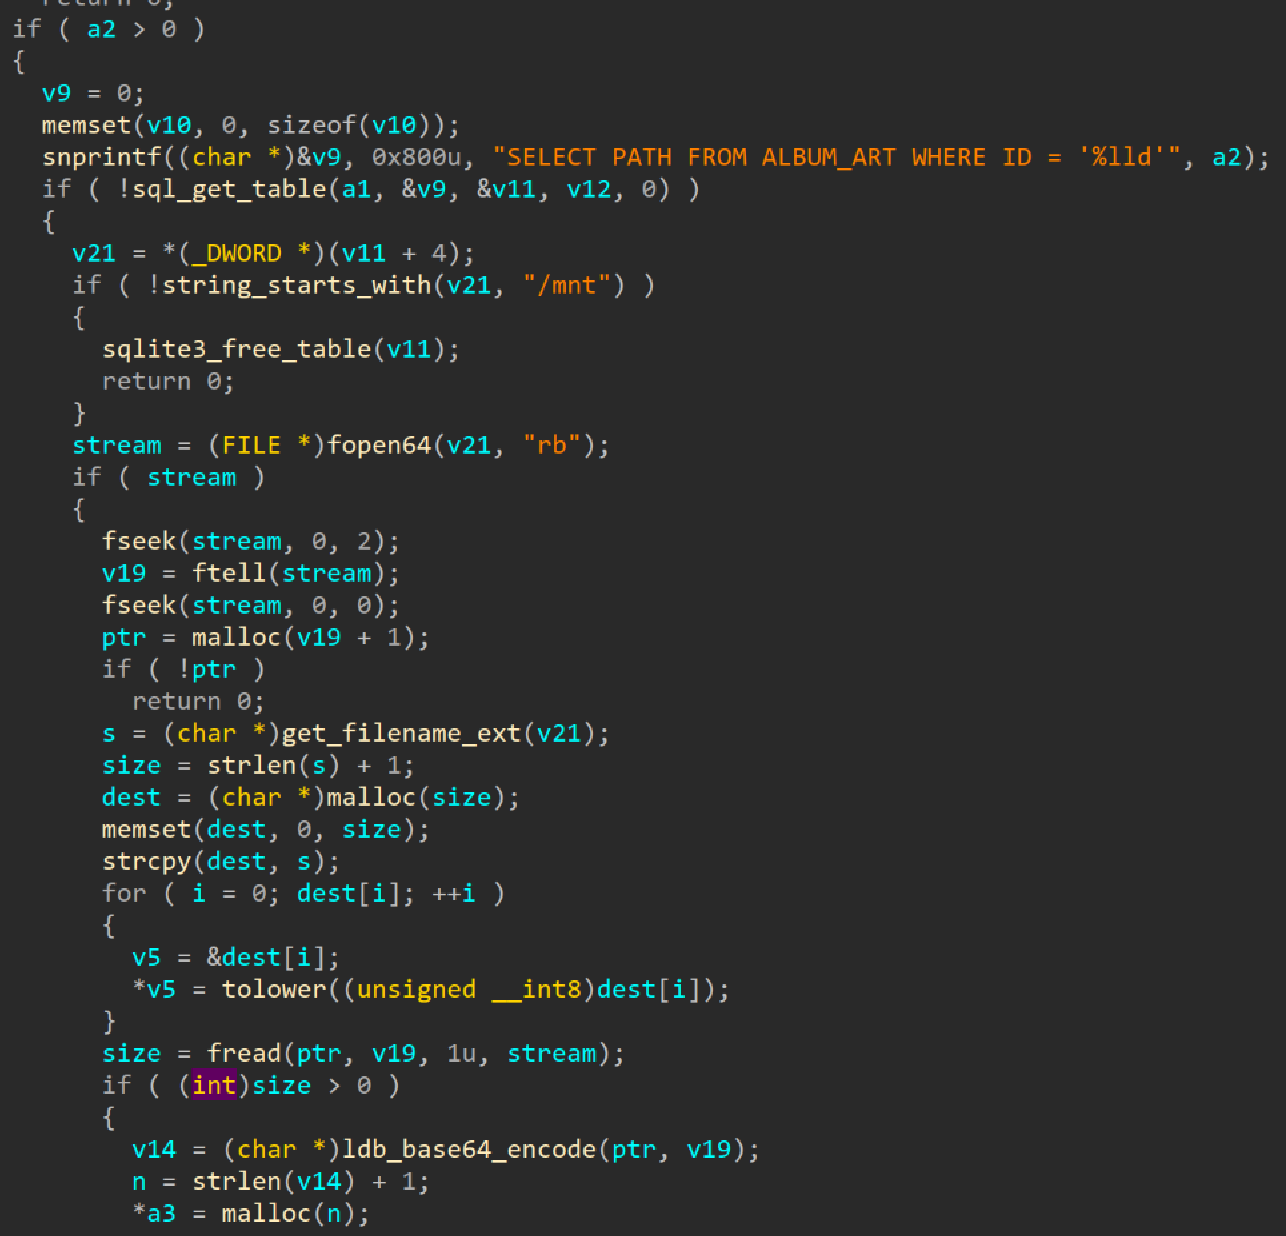 if ( a2 > 0 )
{
v9 = 0;
memset(v10, 0, sizeof(v10));
snprintf((char *)&v9, 0x800u, "SELECT PATH FROM ALBUM_ART WHERE ID = '%lld'", a2);
if ( !sql_get_table(a1, &v9, &v11, v12, 0) )
{
v21 = *(_DWORD *)(v11 + 4);
if ( !string_starts_with(v21, "/mnt") )
{
sqlite3_free_table(v11);
return 0;
}
stream = (FILE *)fopen64(v21, "rb");
if ( stream )
{
fseek(stream, 0, 2);
v19 = ftell(stream);
fseek(stream, 0, 0);
ptr = malloc(v19 + 1);
if ( !ptr )
return 0;
s = (char *)get_filename_ext(v21);
size = strlen(s) + 1;
dest = (char *)malloc(size);
memset(dest, 0, size);
strcpy(dest, s);
for ( i = 0; dest[i]; ++i )
{
v5 = &dest[i];
*v5 = tolower((unsigned __int8)dest[i]);
}
size = fread(ptr, v19, 1u, stream);
if ( (int)size > 0 )
{
v14 = (char *)ldb_base64_encode(ptr, v19);
n = strlen(v14) + 1;
*a3 = malloc(n);